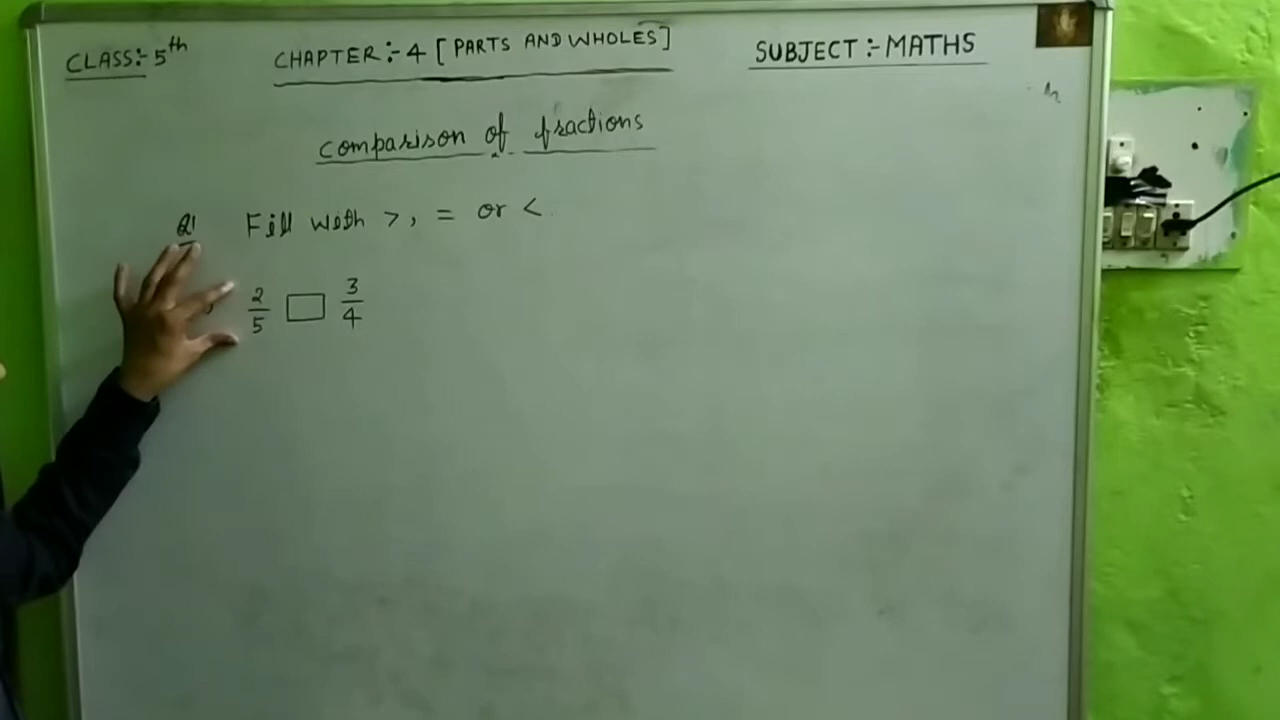 CLASS:- 5th CHAPTER:- 4 [PARTS AND WHOLES] SUBJECT:- MATHS
Comparison of fractions
Q1 Fill with >, = or <
2/5 □ 3/4